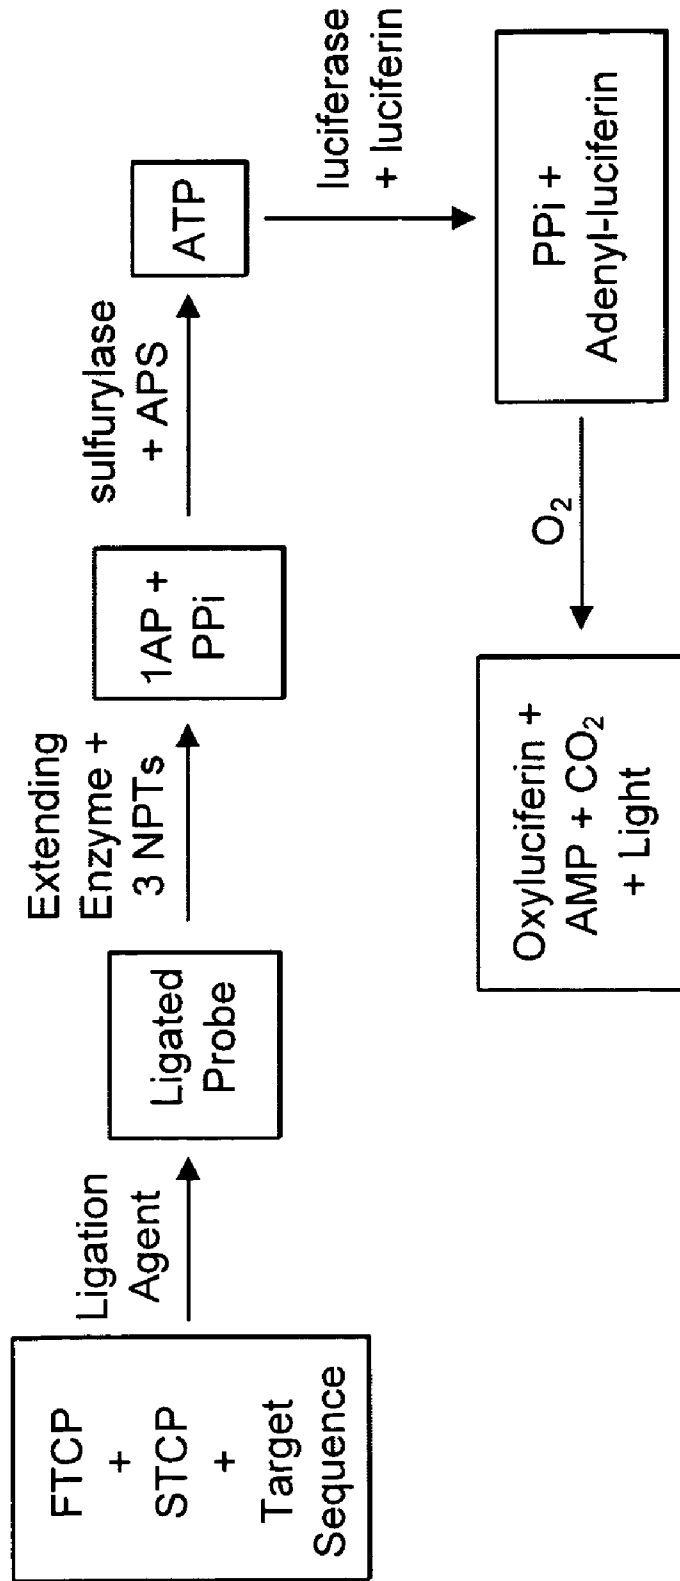 FTCP
+
STCP
+
Target
Sequence
Ligation
Agent
Ligated
Probe
Extending
Enzyme +
3 NPTs
1AP +
PPi
sulfurylase
+ APS
ATP
luciferase
+ luciferin
PPi +
Adenyl-luciferin
O₂
Oxyluciferin +
AMP + CO₂
+ Light